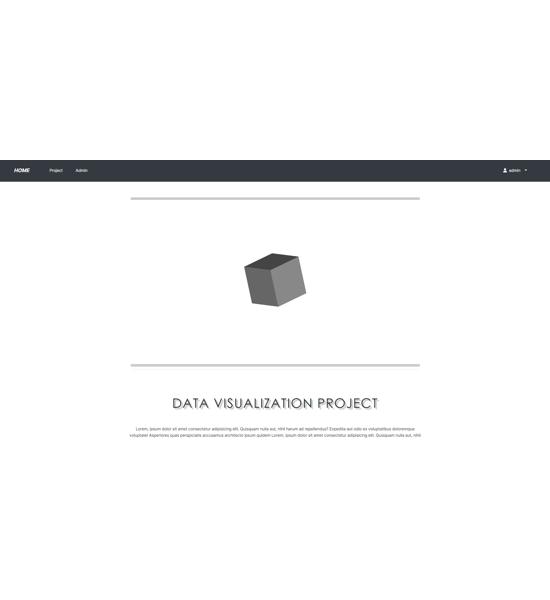 HOME Project Admin admin
DATA VISUALIZATION PROJECT
Lorem, ipsum dolor sit amet consectetur adipisicing elit. Quisquam nulla aut, nihil harum ad repellendus? Expedita aut odio ex voluptatibus doloremque
voluptate! Asperiores quas perspiciatis accusamus architecto ipsum quidem Lorem, ipsum dolor sit amet consectetur adipisicing elit. Quisquam nulla aut, nihil